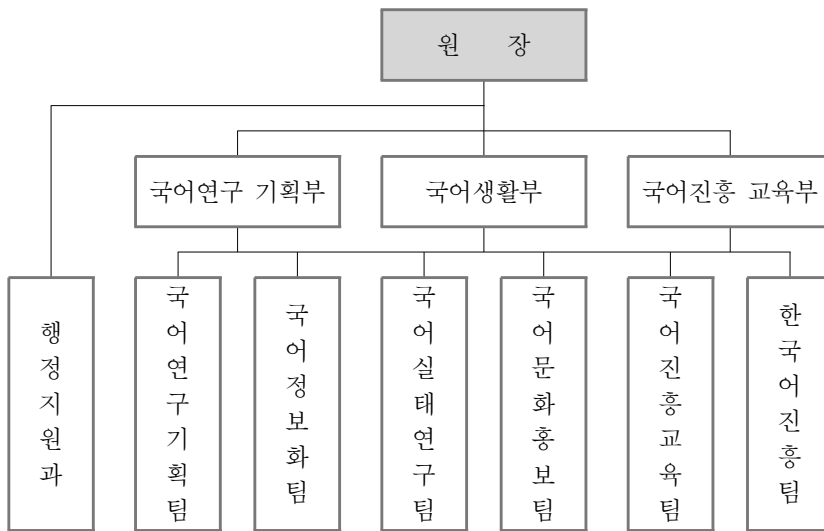 원 장
국어연구 기획부
국어생활부
국어진흥 교육부
행정지원과
국어연구기획팀
국어정보화팀
국어실태연구팀
국어문화홍보팀
국어진흥교육팀
한국어진흥팀